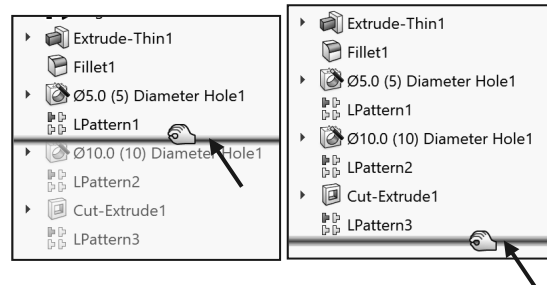 Extrude-Thin1
Fillet1
Ø5.0 (5) Diameter Hole1
LPattern1
Ø10.0 (10) Diameter Hole1
LPattern2
Cut-Extrude1
LPattern3
Extrude-Thin1
Fillet1
Ø5.0 (5) Diameter Hole1
LPattern1
Ø10.0 (10) Diameter Hole1
LPattern2
Cut-Extrude1
LPattern3